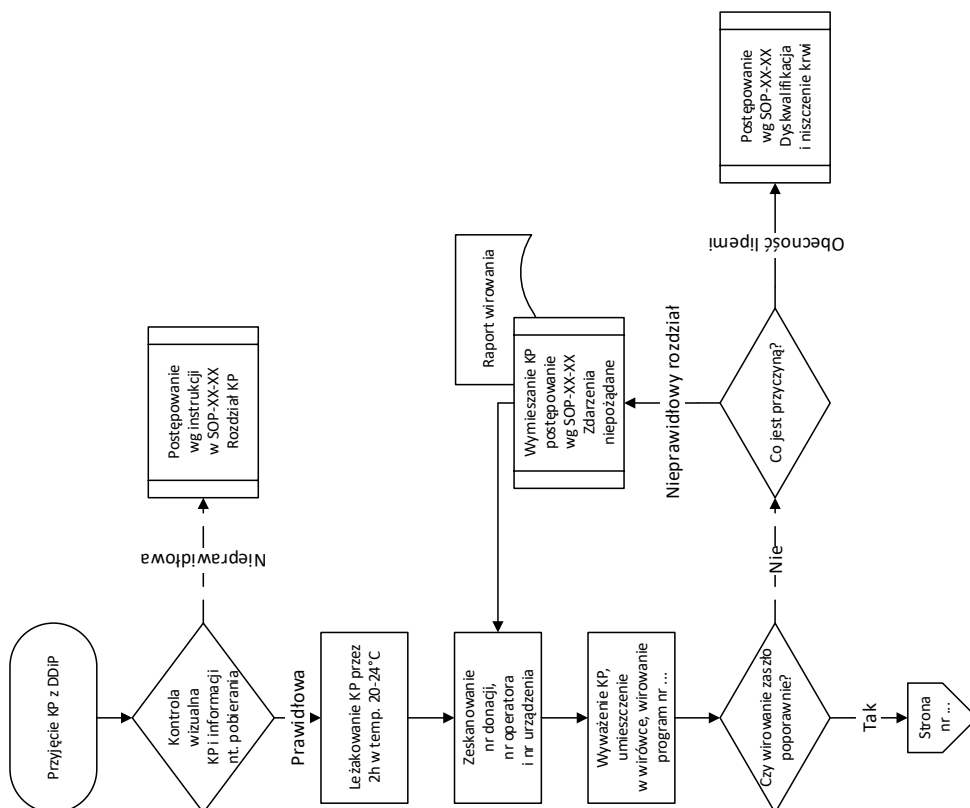 Przyjęcie KP z DDiP
Kontrola
wizualna
KP i informacji
nt. pobierania
Nieprawidłowa
Postępowanie
wg instrukcji
w SOP-XX-XX
Rozdział KP
Prawidłowa
Leżakowanie KP przez
2h w temp. 20-24°C
Zeskanowanie
nr donacji,
nr operatora
i nr urządzenia
Wyważenie KP,
umieszczenie
w wirówce, wirowanie
program nr ...
Czy wirowanie zaszło
poporawnie?
Tak
Strona
nr ...
Nie
Co jest przyczyną?
Nieprawidłowy rozdział
Wymieszanie KP
postępowanie
wg SOP-XX-XX
Zdarzenia
niepożądane
Raport wirowania
Obecność lipemi
Postępowanie
wg SOP-XX-XX
Dyskwalifikacja
i niszczenie krwi